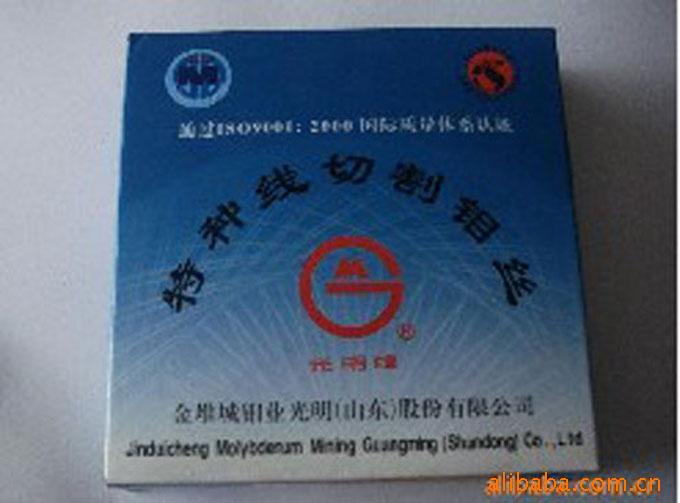 通过ISO9001：2000国际质量体系认证
特种线切割钼丝
®
光明牌
金堆城钼业光明(山东)股份有限公司
Jinduicheng Molybderum Mining Guangming (Shundong) Co.,Ltd
alibaba.com.cn